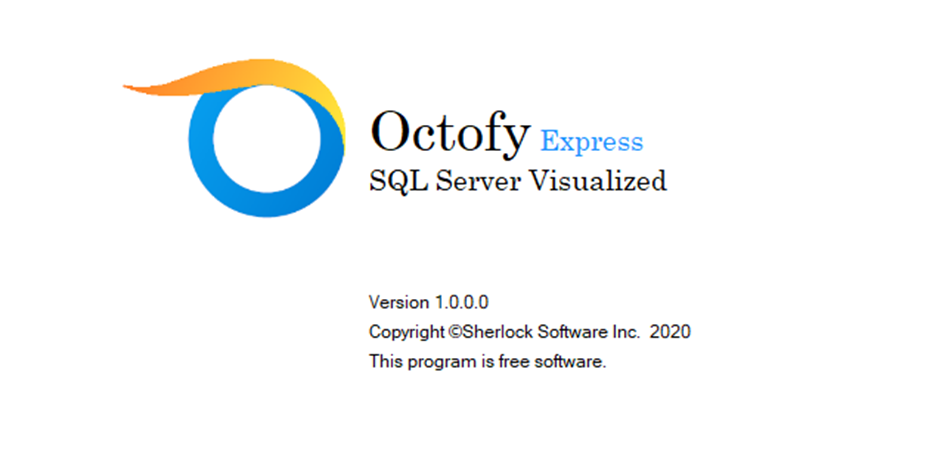 Octofy Express
SQL Server Visualized
Version 1.0.0.0
Copyright ©Sherlock Software Inc.  2020
This program is free software.